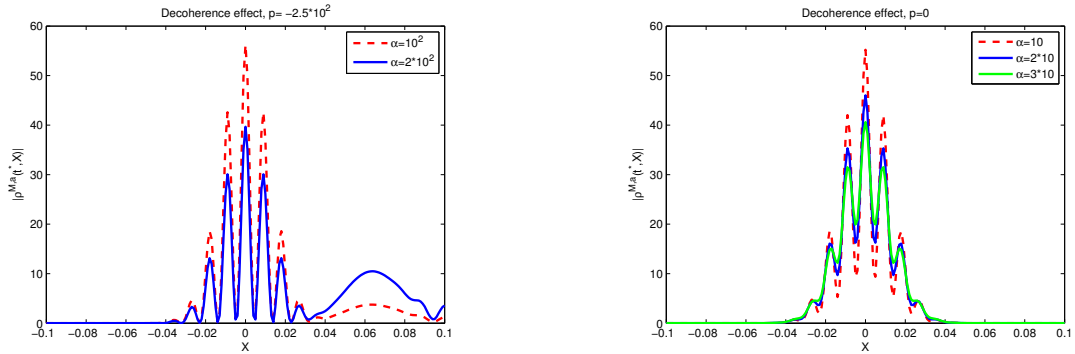 Decoherence effect, p= −2.5*10²
60
50
40
30
20
10
0
|ρᴹ,ᵃ(t*,X)|
−0.1 −0.08 −0.06 −0.04 −0.02 0 0.02 0.04 0.06 0.08 0.1
X
α=10²
α=2*10²
Decoherence effect, p=0
60
50
40
30
20
10
0
|ρᴹ,ᵃ(t*,X)|
−0.1 −0.08 −0.06 −0.04 −0.02 0 0.02 0.04 0.06 0.08 0.1
X
α=10
α=2*10
α=3*10